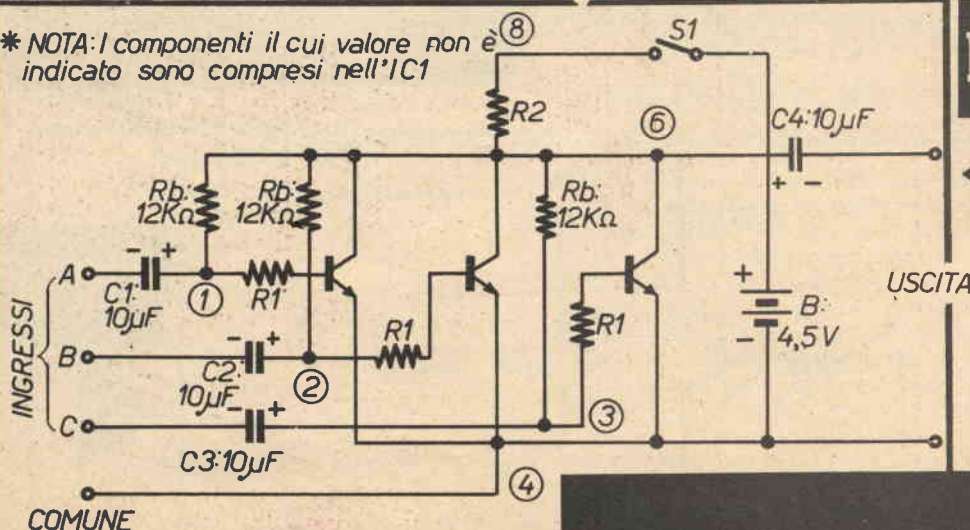 * NOTA: I componenti il cui valore non è
indicato sono compresi nell'IC1
8
S1
R2
6
C4:10µF
+ -
Rb:
12KΩ
Rb:
12KΩ
Rb:
12KΩ
INGRESSI
A
- +
C1:
10µF
1
R1
B
- +
C2:
10µF
2
R1
R1
C
- +
C3:10µF
3
+
B:
4,5V
-
USCITA
4
COMUNE